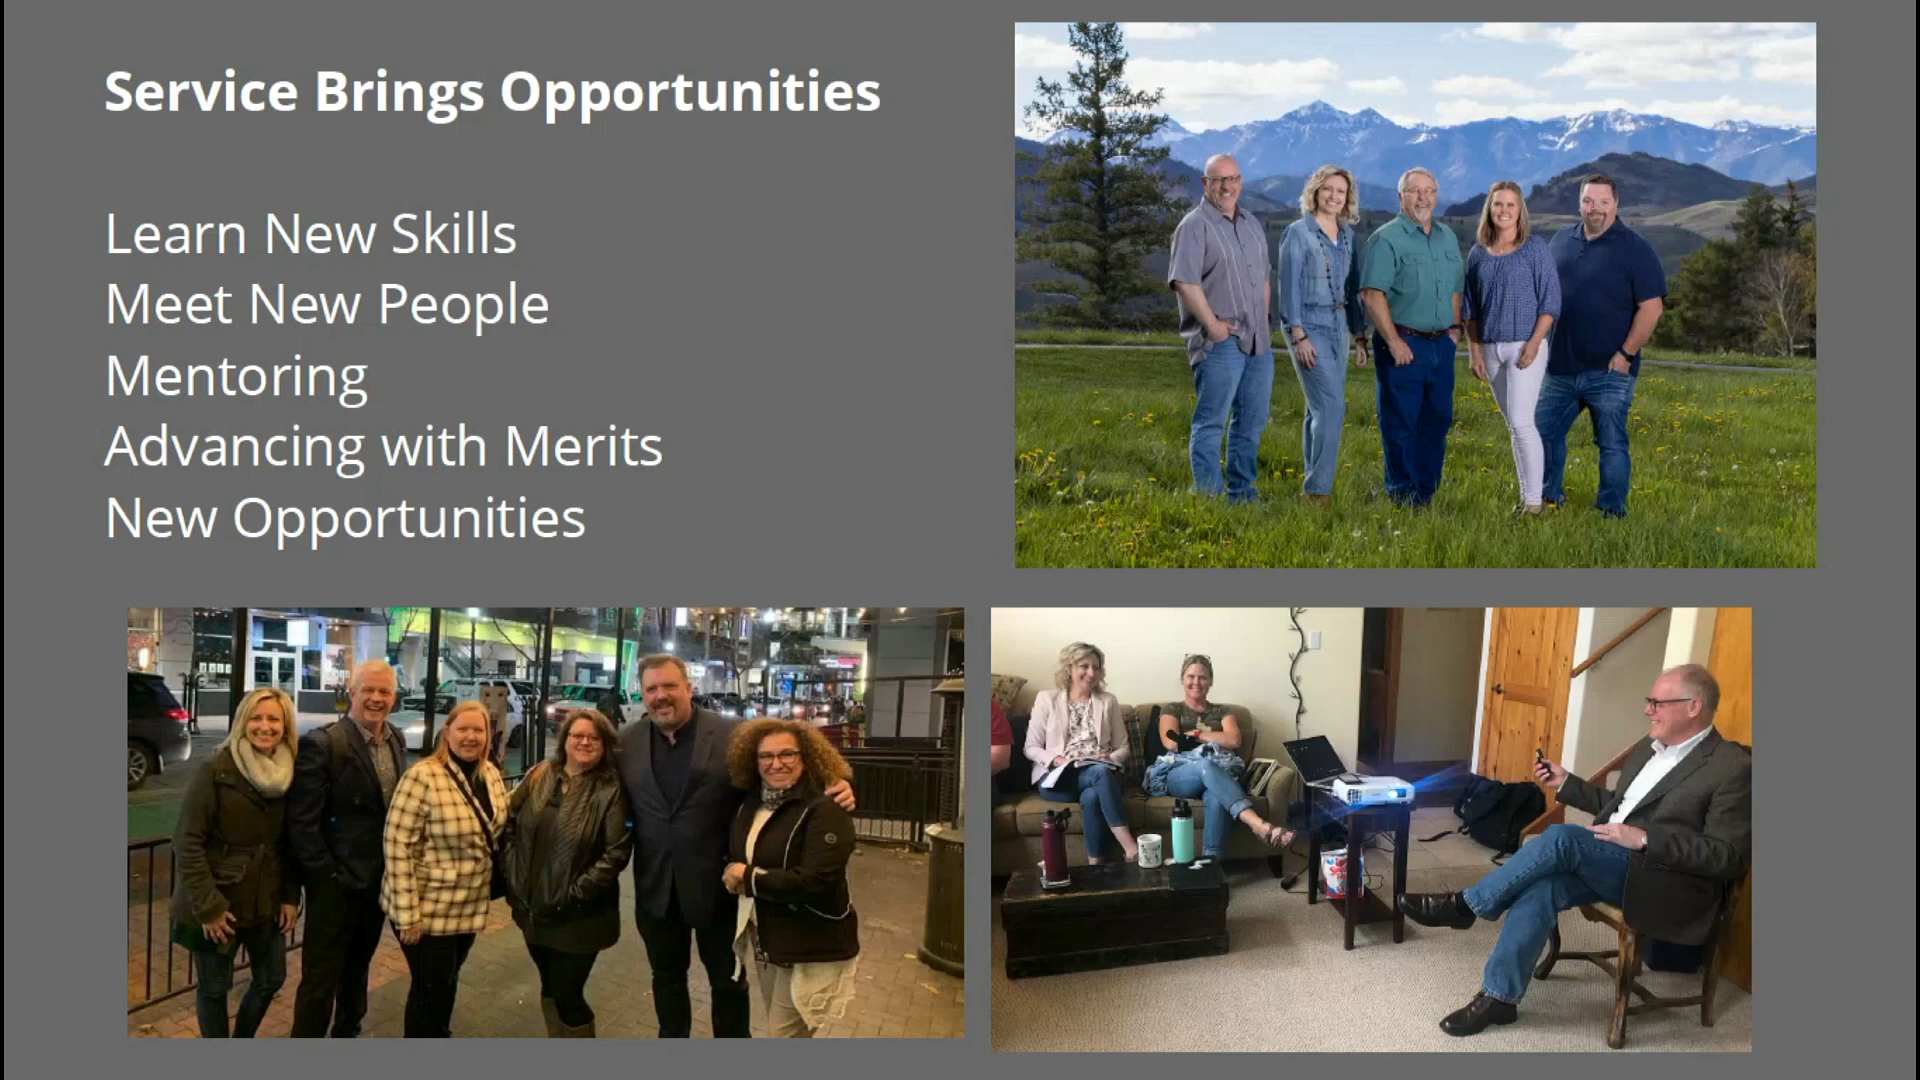 Service Brings Opportunities
Learn New Skills
Meet New People
Mentoring
Advancing with Merits
New Opportunities